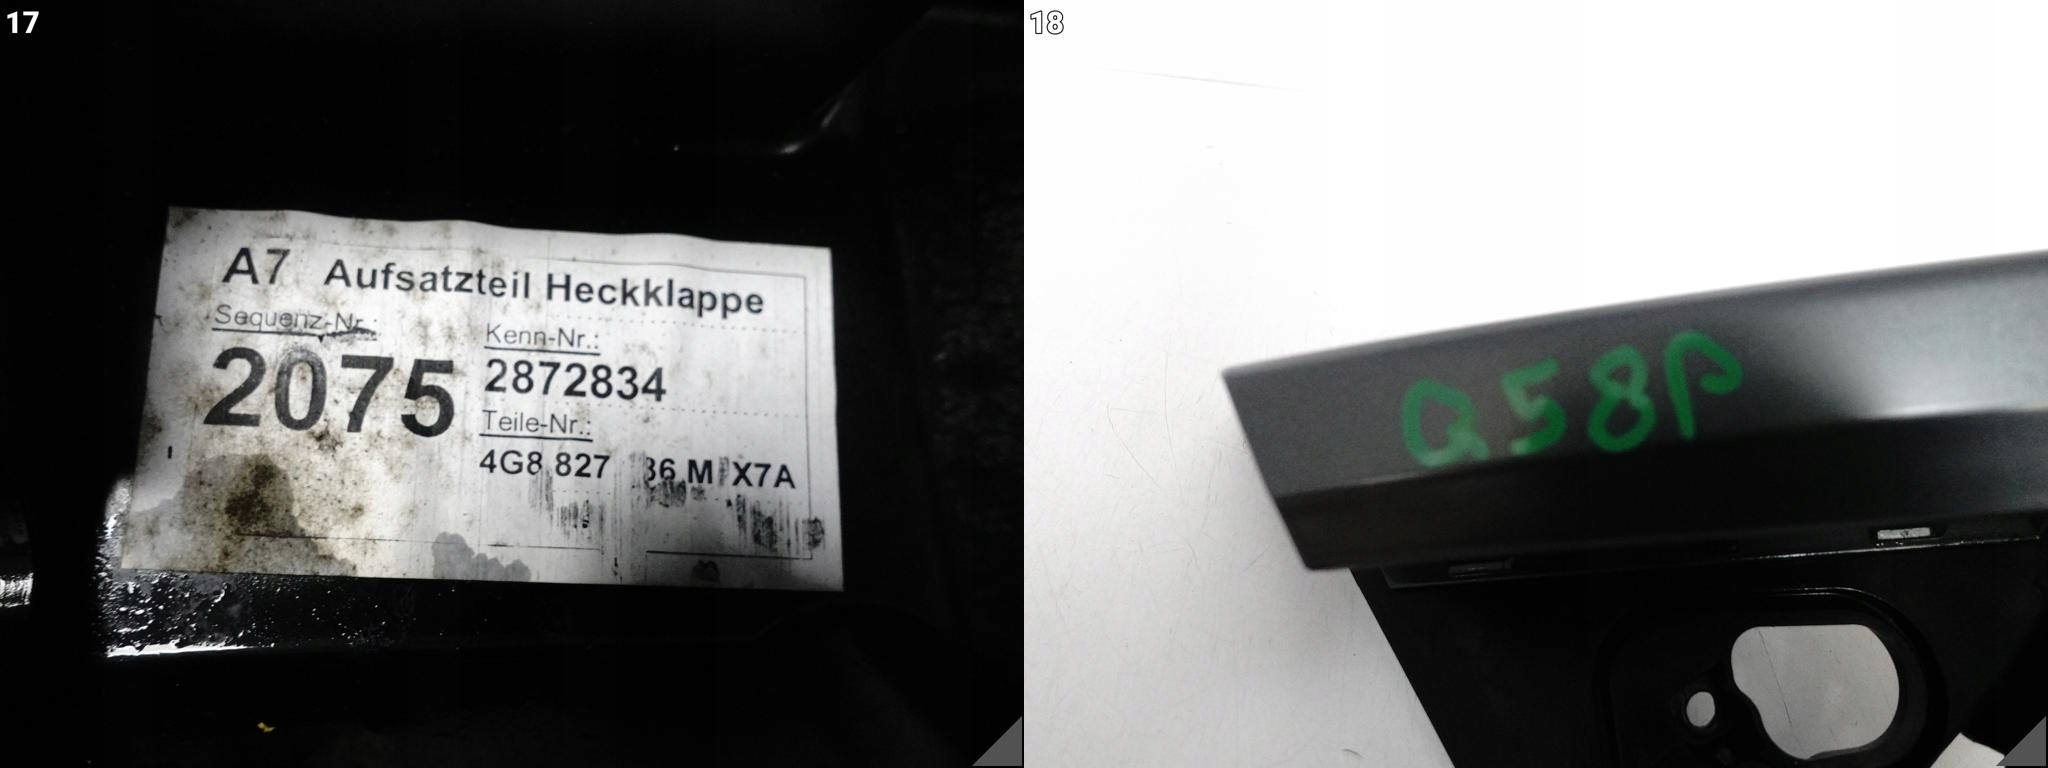 17
A7 Aufsatzteil Heckklappe
Sequenz-Nr.:
2075
Kenn-Nr.:
2872834
Teile-Nr.:
4G8 827 36 M X7A
18
Q58P